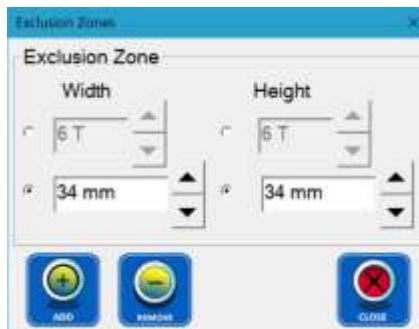 Exclusion Zones
Exclusion Zone
Width Height
6 T 6 T
34 mm 34 mm
ADD REMOVE CLOSE